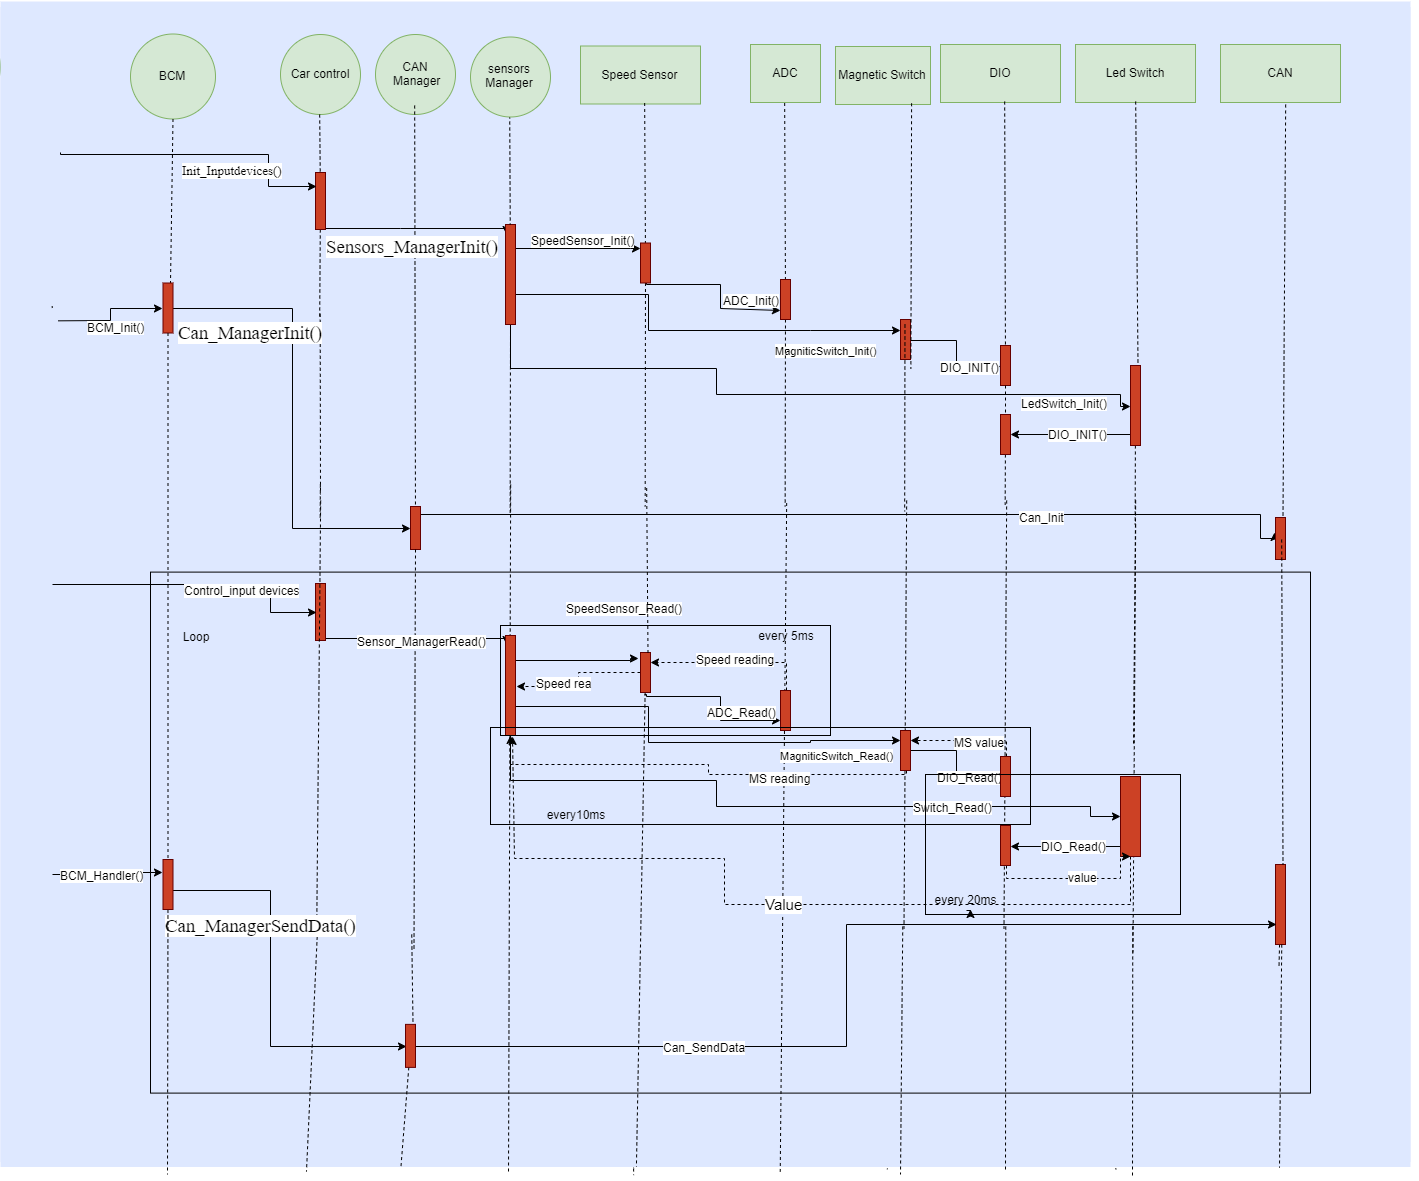 BCM
Car control
CAN
Manager
sensors
Manager
Speed Sensor
ADC
Magnetic Switch
DIO
Led Switch
CAN
Init_Inputdevices()
Sensors_ManagerInit()
SpeedSensor_Init()
ADC_Init()
BCM_Init()
Can_ManagerInit()
MagniticSwitch_Init()
DIO_INIT()
LedSwitch_Init()
DIO_INIT()
Can_Init
Control_input devices
Loop
SpeedSensor_Read()
Sensor_ManagerRead()
every 5ms
Speed reading
Speed rea
ADC_Read()
MS value
MagniticSwitch_Read()
MS reading
DIO_Read()
Switch_Read()
every10ms
DIO_Read()
BCM_Handler()
value
Value
every 20ms
Can_ManagerSendData()
Can_SendData